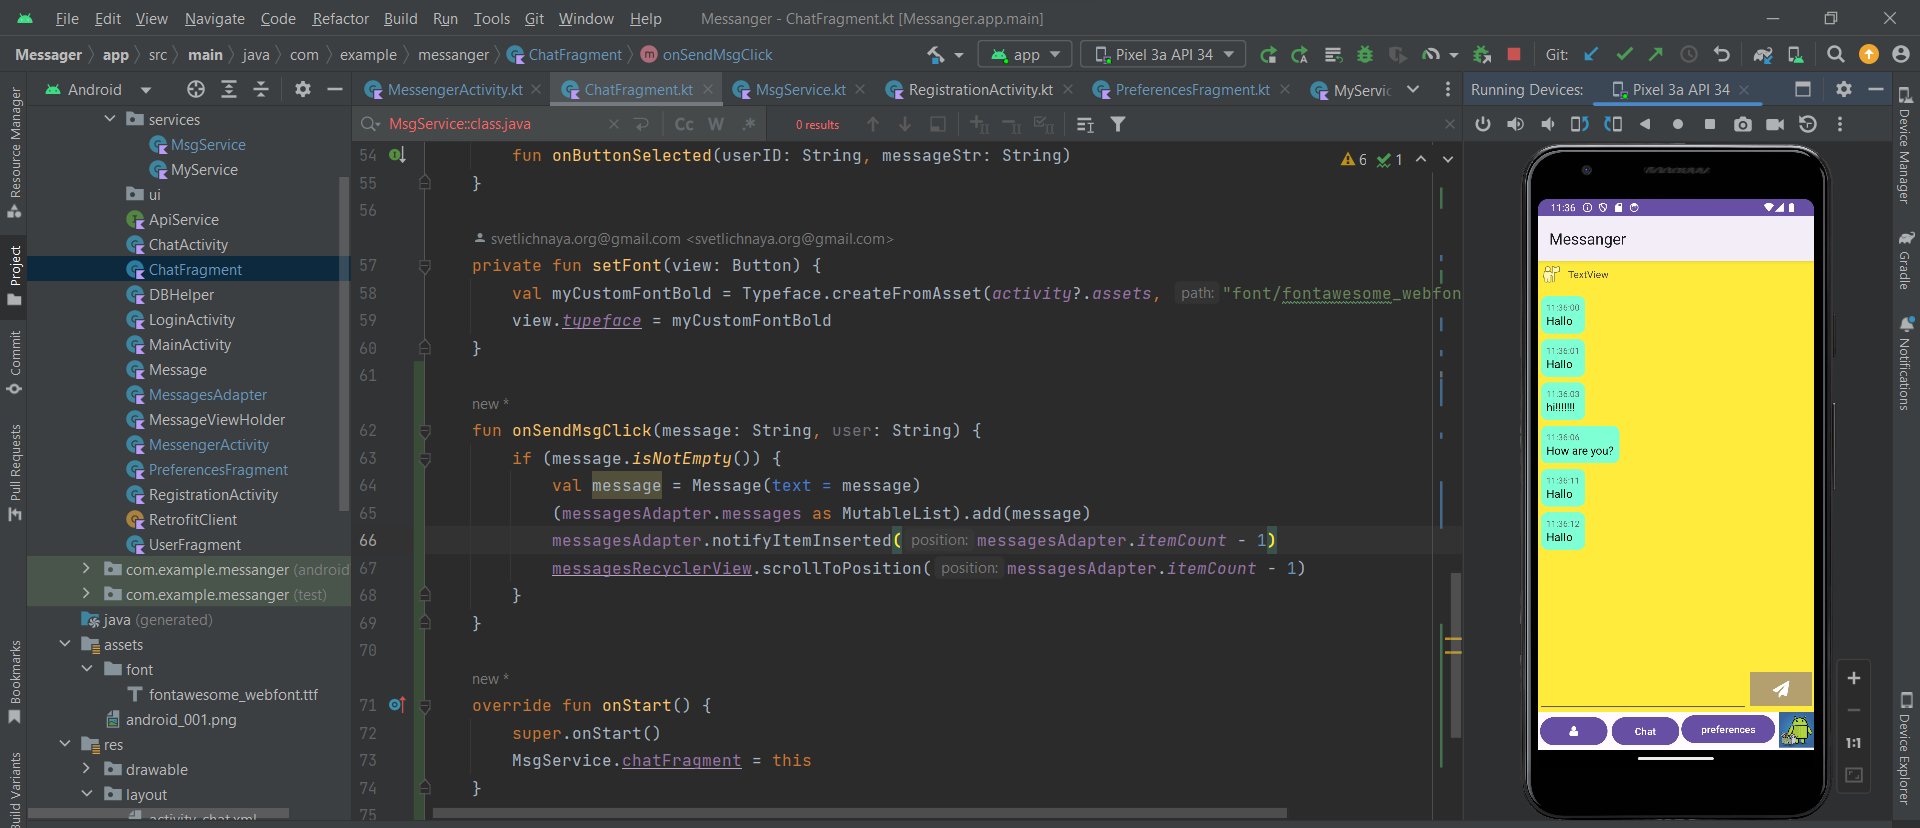 File Edit View Navigate Code Refactor Build Run Tools Git Window Help Messanger - ChatFragment.kt [Messanger.app.main]
Messager app src main java com example messanger ChatFragment onSendMsgClick app Pixel 3a API 34 Git:
Android
MessengerActivity.kt ChatFragment.kt MsgService.kt RegistrationActivity.kt PreferencesFragment.kt MyServic
Running Devices: Pixel 3a API 34
MsgService::class.java Cc W .* 0 results
Resource Manager
Project
Commit
Pull Requests
Bookmarks
Build Variants
services
MsgService
MyService
ui
ApiService
ChatActivity
ChatFragment
DBHelper
LoginActivity
MainActivity
Message
MessagesAdapter
MessageViewHolder
MessengerActivity
PreferencesFragment
RegistrationActivity
RetrofitClient
UserFragment
com.example.messanger (android
com.example.messanger (test)
java (generated)
assets
font
fontawesome_webfont.ttf
android_001.png
res
drawable
layout
activity_chat.xml
6 1
54 fun onButtonSelected(userID: String, messageStr: String)
55 }
56
svetlichnaya.org@gmail.com <svetlichnaya.org@gmail.com>
57 private fun setFont(view: Button) {
58 val myCustomFontBold = Typeface.createFromAsset(activity?.assets, path: "font/fontawesome_webfon
59 view.typeface = myCustomFontBold
60 }
61
new *
62 fun onSendMsgClick(message: String, user: String) {
63 if (message.isNotEmpty()) {
64 val message = Message(text = message)
65 (messagesAdapter.messages as MutableList).add(message)
66 messagesAdapter.notifyItemInserted( position: messagesAdapter.itemCount - 1)
67 messagesRecyclerView.scrollToPosition( position: messagesAdapter.itemCount - 1)
68 }
69 }
70
new *
71 override fun onStart() {
72 super.onStart()
73 MsgService.chatFragment = this
74 }
75
11:36
Messanger
TextView
11:36:00
Hallo
11:36:01
Hallo
11:36:03
hi!!!!!!!
11:36:06
How are you?
11:36:11
Hallo
11:36:12
Hallo
Chat preferences
1:1
Device Manager
Gradle
Notifications
Device Explorer